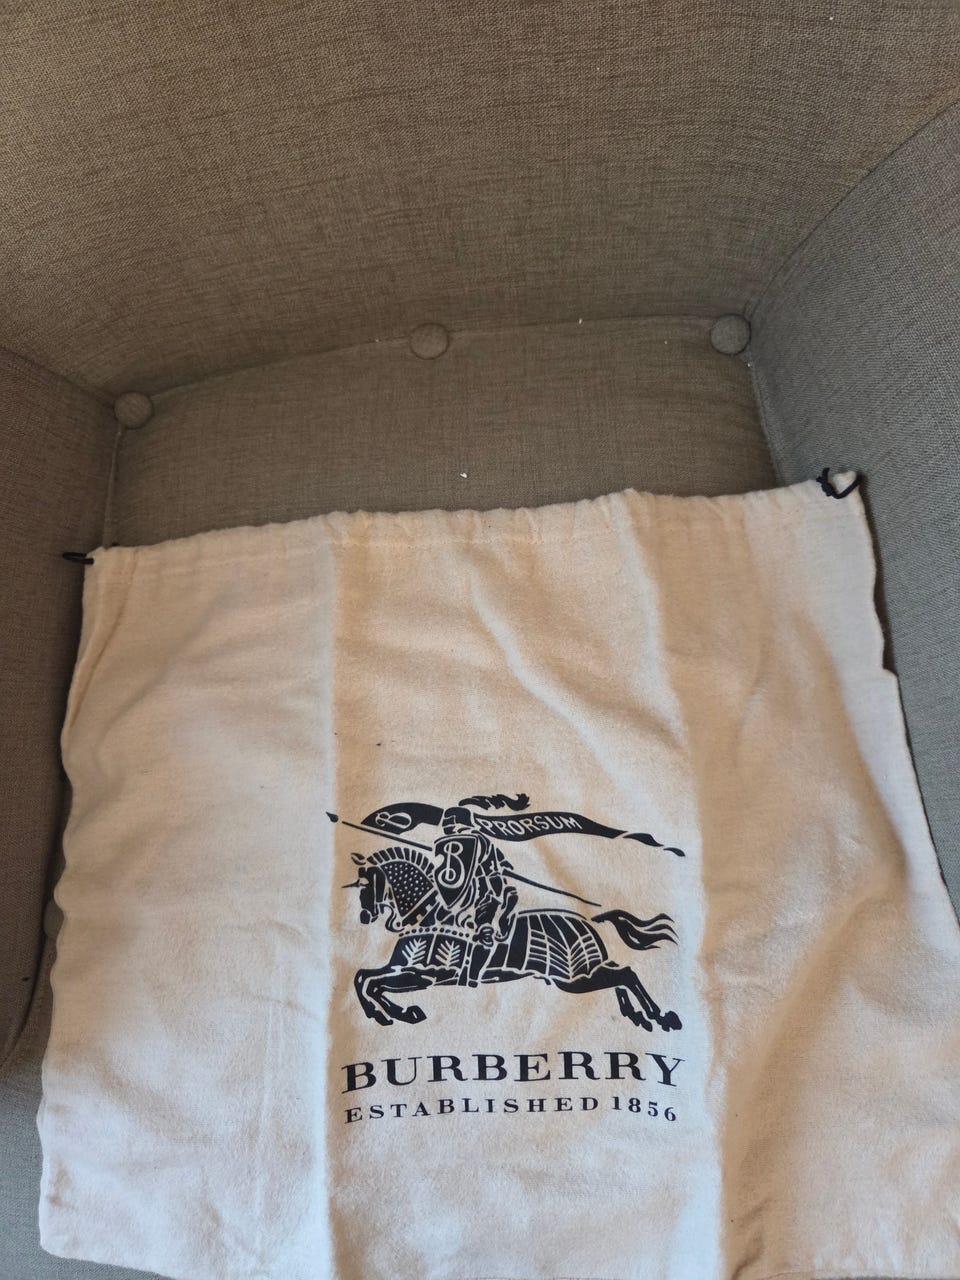 B PRORSUM
B
BURBERRY
ESTABLISHED 1856